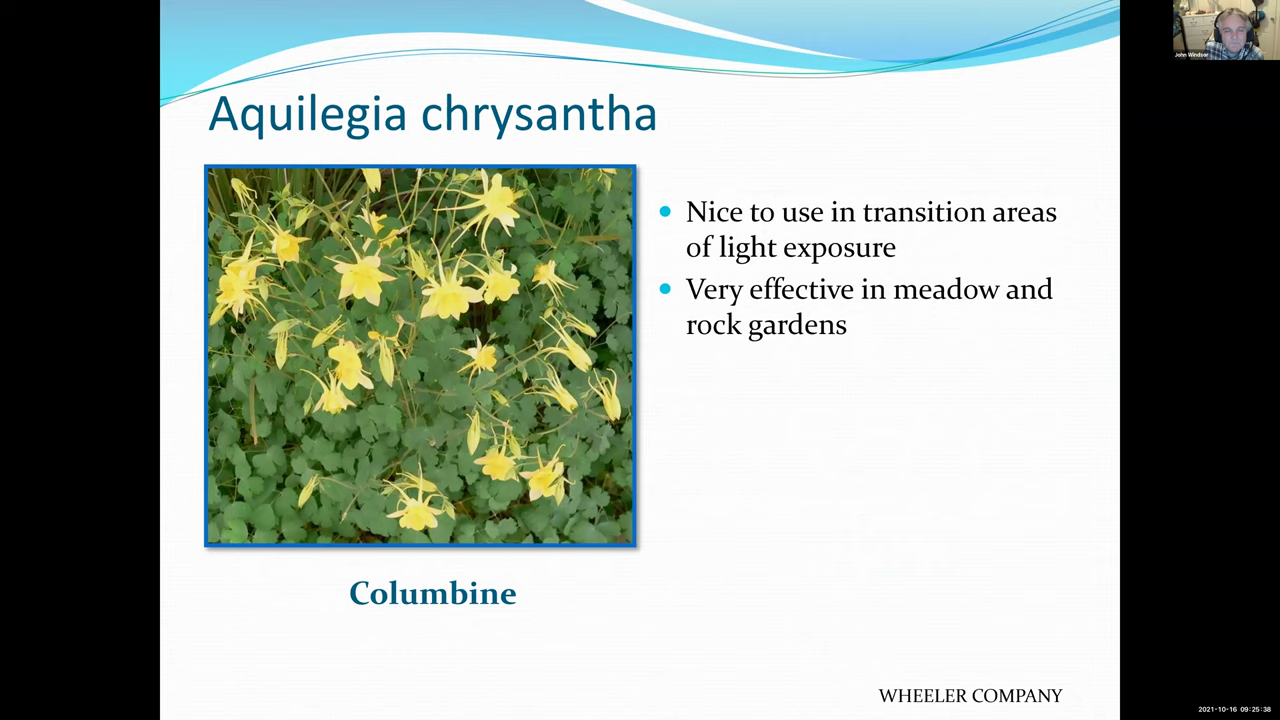 John Windsor
Aquilegia chrysantha
Nice to use in transition areas
of light exposure
Very effective in meadow and
rock gardens
Columbine
WHEELER COMPANY
2021-10-16 09:25:38